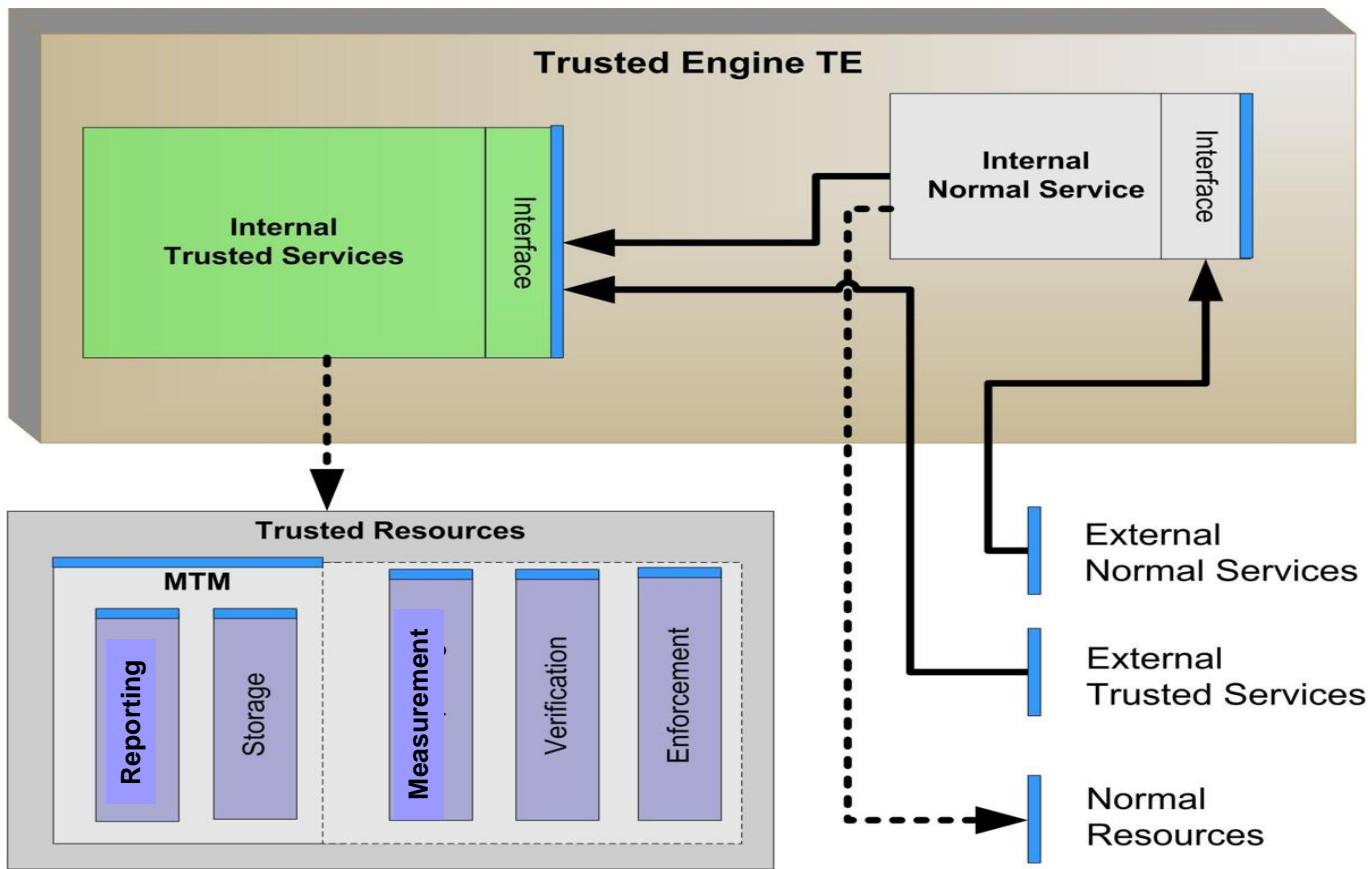 Trusted Engine TE
Internal
Trusted Services
Interface
Internal
Normal Service
Interface
Trusted Resources
MTM
Reporting
Storage
Measurement
Verification
Enforcement
External
Normal Services
External
Trusted Services
Normal
Resources